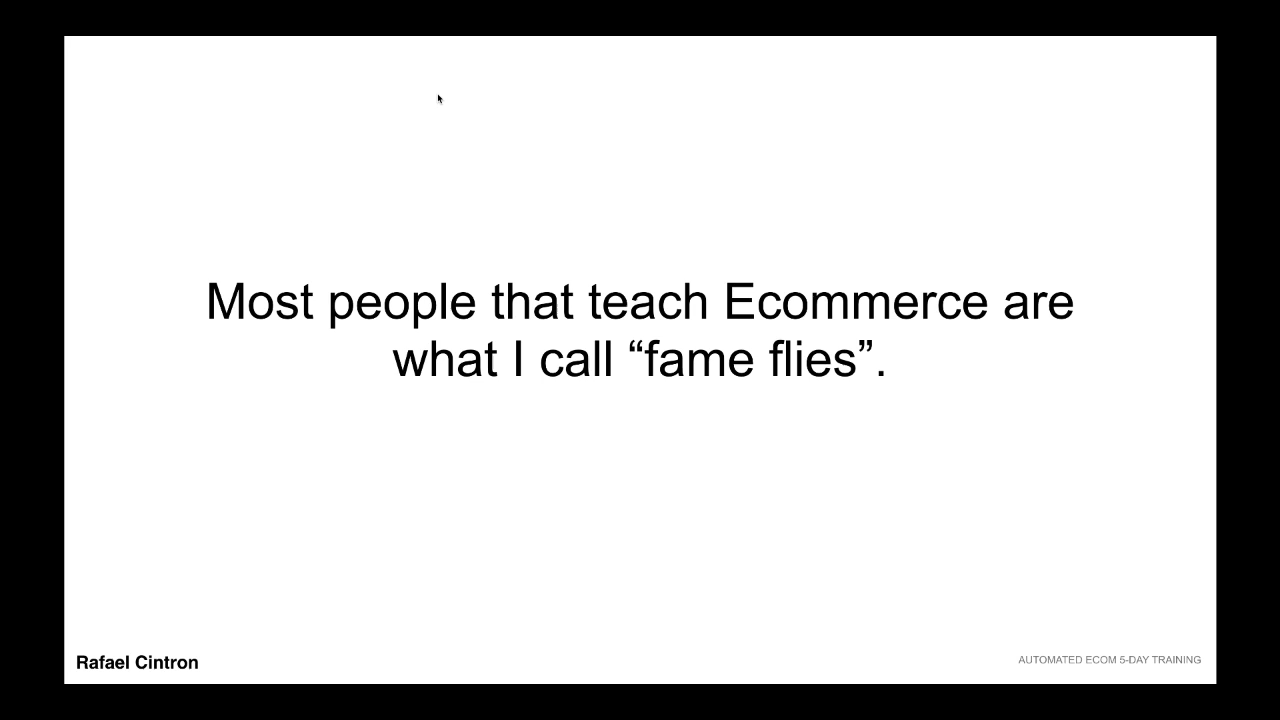 Most people that teach Ecommerce are
what I call “fame flies”.
Rafael Cintron
AUTOMATED ECOM 5-DAY TRAINING